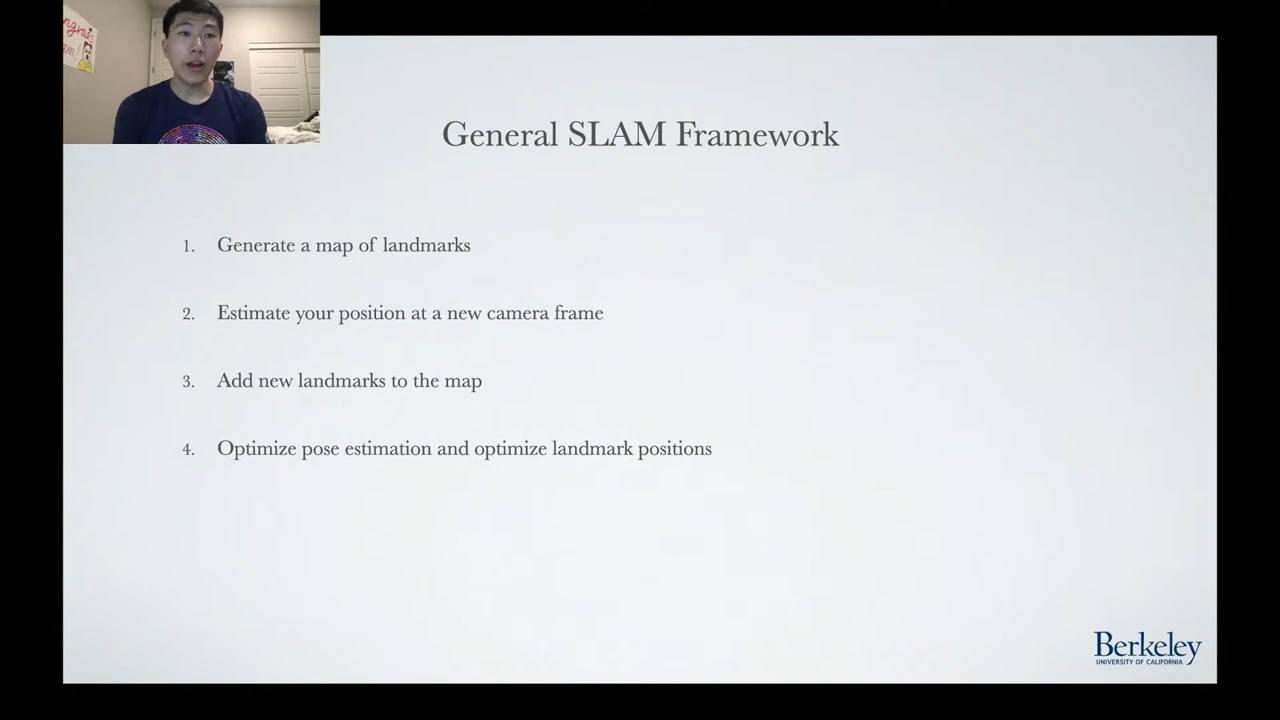 General SLAM Framework
1. Generate a map of landmarks
2. Estimate your position at a new camera frame
3. Add new landmarks to the map
4. Optimize pose estimation and optimize landmark positions
Berkeley
UNIVERSITY OF CALIFORNIA